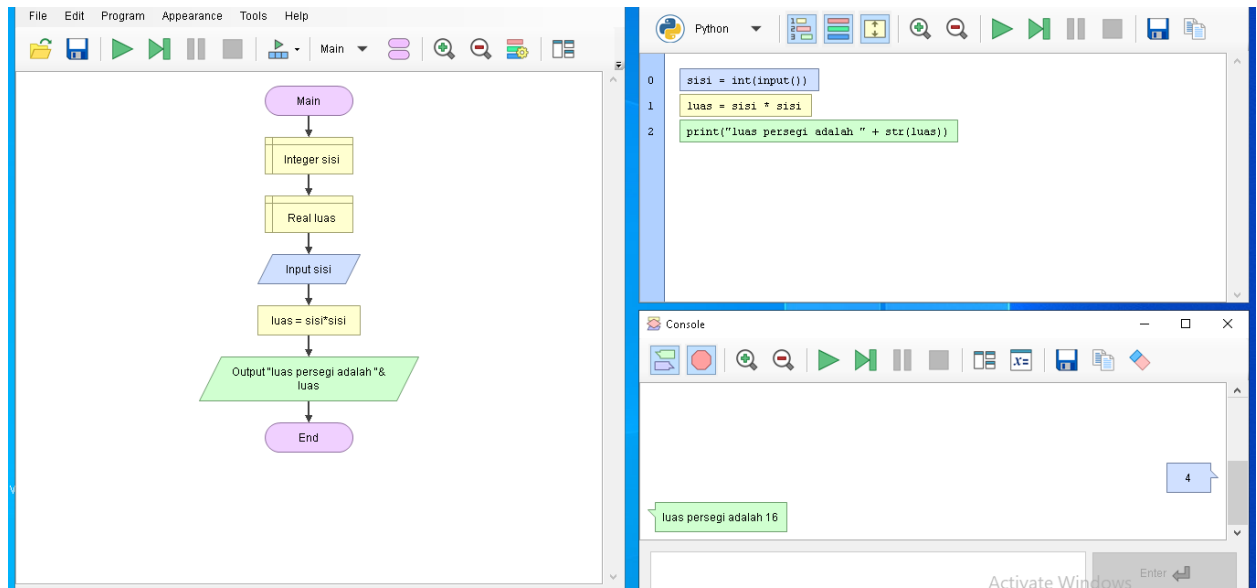 File Edit Program Appearance Tools Help
Main
Main
Integer sisi
Real luas
Input sisi
luas = sisi*sisi
Output "luas persegi adalah "&
luas
End
Python
0 sisi = int(input())
1 luas = sisi * sisi
2 print("luas persegi adalah " + str(luas))
Console
x=
4
luas persegi adalah 16
Enter
Activate Windows